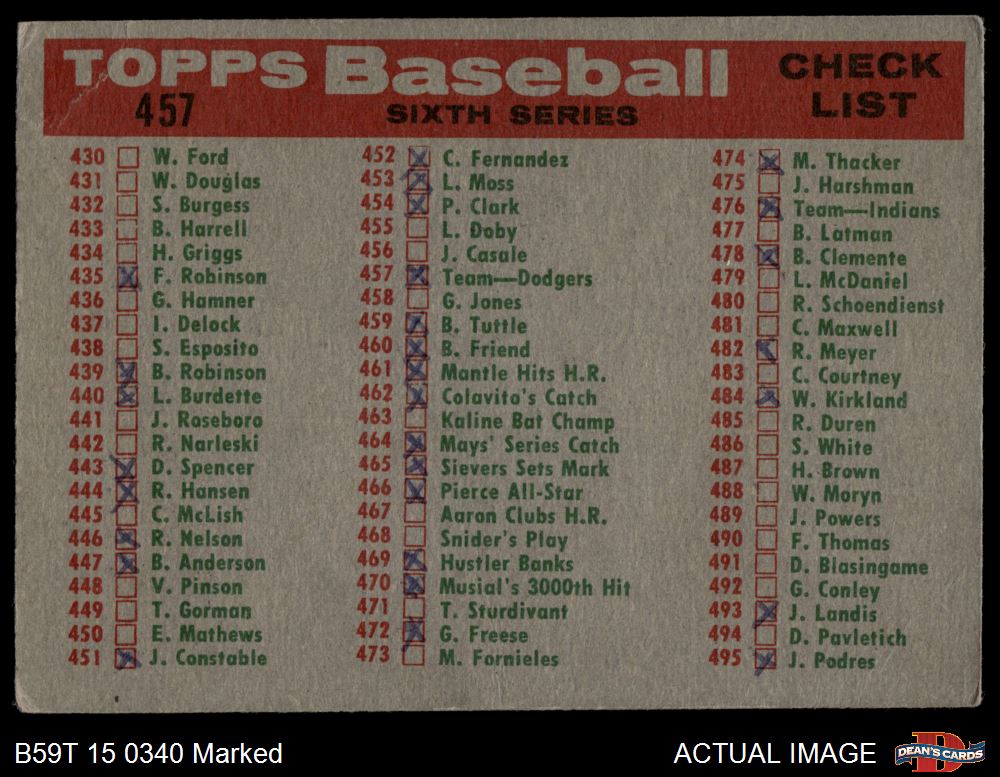 TOPPS Baseball CHECK LIST
457
SIXTH SERIES
430 W. Ford
431 W. Douglas
432 S. Burgess
433 B. Harrell
434 H. Griggs
435 F. Robinson
436 G. Hamner
437 I. Delock
438 S. Esposito
439 B. Robinson
440 L. Burdette
441 J. Roseboro
442 R. Narleski
443 D. Spencer
444 R. Hansen
445 C. McLish
446 R. Nelson
447 B. Anderson
448 V. Pinson
449 T. Gorman
450 E. Mathews
451 J. Constable
452 C. Fernandez
453 L. Moss
454 P. Clark
455 L. Doby
456 J. Casale
457 Team—Dodgers
458 G. Jones
459 B. Tuttle
460 B. Friend
461 Mantle Hits H.R.
462 Colavito's Catch
463 Kaline Bat Champ
464 Mays' Series Catch
465 Sievers Sets Mark
466 Pierce All-Star
467 Aaron Clubs H.R.
468 Snider's Play
469 Hustler Banks
470 Musial's 3000th Hit
471 T. Sturdivant
472 G. Freese
473 M. Fornieles
474 M. Thacker
475 J. Harshman
476 Team—Indians
477 B. Latman
478 B. Clemente
479 L. McDaniel
480 R. Schoendienst
481 C. Maxwell
482 R. Meyer
483 C. Courtney
484 W. Kirkland
485 R. Duren
486 S. White
487 H. Brown
488 W. Moryn
489 J. Powers
490 F. Thomas
491 D. Blasingame
492 G. Conley
493 J. Landis
494 D. Pavletich
495 J. Podres
B59T 15 0340 Marked
ACTUAL IMAGE
DEAN'S CARDS